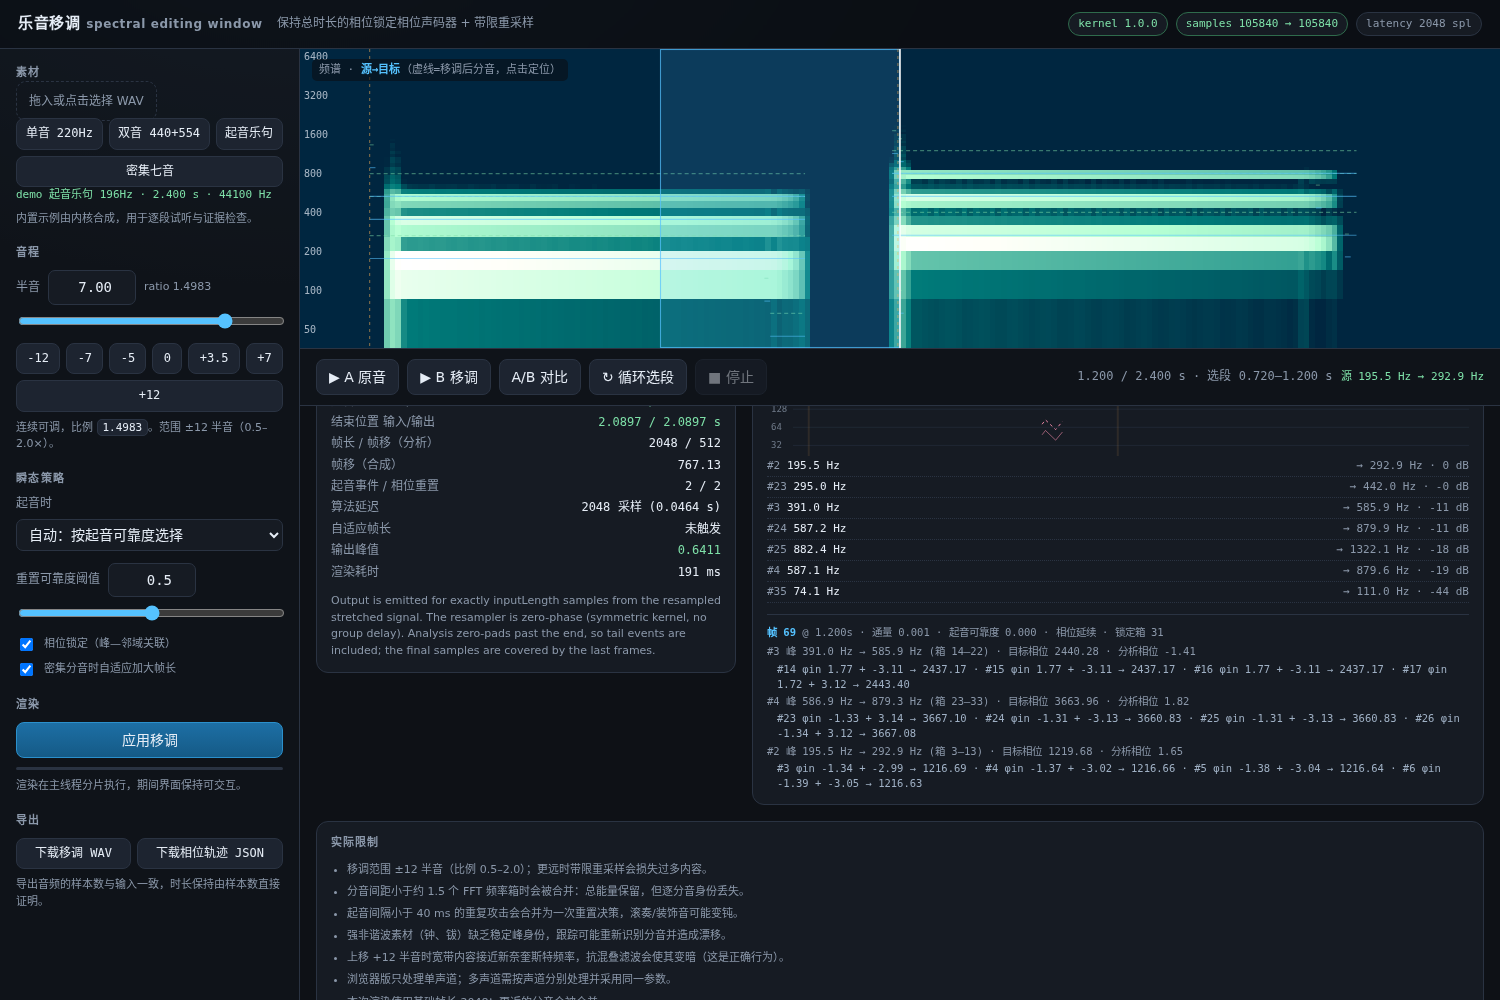 乐音移调 spectral editing window 保持总时长的相位锁定相位声码器 + 带限重采样
kernel 1.0.0
samples 105840 → 105840
latency 2048 spl
素材
拖入或点击选择 WAV
单音 220Hz
双音 440+554
起音乐句
密集七音
demo 起音乐句 196Hz · 2.400 s · 44100 Hz
内置示例由内核合成，用于逐段试听与证据检查。
音程
半音 7.00 ratio 1.4983
-12
-7
-5
0
+3.5
+7
+12
连续可调，比例 1.4983。范围 ±12 半音（0.5–
2.0×）。
瞬态策略
起音时
自动：按起音可靠度选择
重置可靠度阈值 0.5
相位锁定（峰—邻域关联）
密集分音时自适应加大帧长
渲染
应用移调
渲染在主线程分片执行，期间界面保持可交互。
导出
下载移调 WAV
下载相位轨迹 JSON
导出音频的样本数与输入一致，时长保持由样本数直接
证明。
6400
频谱 · 源→目标（虚线=移调后分音，点击定位）
3200
1600
800
400
200
100
50
▶ A 原音
▶ B 移调
A/B 对比
↻ 循环选段
■ 停止
1.200 / 2.400 s · 选段 0.720–1.200 s 源 195.5 Hz → 292.9 Hz
结束位置 输入/输出 2.0897 / 2.0897 s
帧长 / 帧移（分析） 2048 / 512
帧移（合成） 767.13
起音事件 / 相位重置 2 / 2
算法延迟 2048 采样 (0.0464 s)
自适应帧长 未触发
输出峰值 0.6411
渲染耗时 191 ms
Output is emitted for exactly inputLength samples from the resampled
stretched signal. The resampler is zero-phase (symmetric kernel, no
group delay). Analysis zero-pads past the end, so tail events are
included; the final samples are covered by the last frames.
128
64
32
#2 195.5 Hz → 292.9 Hz · 0 dB
#23 295.0 Hz → 442.0 Hz · -0 dB
#3 391.0 Hz → 585.9 Hz · -11 dB
#24 587.2 Hz → 879.9 Hz · -11 dB
#25 882.4 Hz → 1322.1 Hz · -18 dB
#4 587.1 Hz → 879.6 Hz · -19 dB
#35 74.1 Hz → 111.0 Hz · -44 dB
帧 69 @ 1.200s · 通量 0.001 · 起音可靠度 0.000 · 相位延续 · 锁定箱 31
#3 峰 391.0 Hz → 585.9 Hz (箱 14–22) · 目标相位 2440.28 · 分析相位 -1.41
#14 φin 1.77 + -3.11 → 2437.17 · #15 φin 1.77 + -3.11 → 2437.17 · #16 φin 1.77 + -3.11 → 2437.17 · #17 φin
1.72 + 3.12 → 2443.40
#4 峰 586.9 Hz → 879.3 Hz (箱 23–33) · 目标相位 3663.96 · 分析相位 1.82
#23 φin -1.33 + 3.14 → 3667.10 · #24 φin -1.31 + -3.13 → 3660.83 · #25 φin -1.31 + -3.13 → 3660.83 · #26 φin
-1.34 + 3.12 → 3667.08
#2 峰 195.5 Hz → 292.9 Hz (箱 3–13) · 目标相位 1219.68 · 分析相位 1.65
#3 φin -1.34 + -2.99 → 1216.69 · #4 φin -1.37 + -3.02 → 1216.66 · #5 φin -1.38 + -3.04 → 1216.64 · #6 φin
-1.39 + -3.05 → 1216.63
实际限制
• 移调范围 ±12 半音（比例 0.5–2.0）；更远时带限重采样会损失过多内容。
• 分音间距小于约 1.5 个 FFT 频率箱时会被合并：总能量保留，但逐分音身份丢失。
• 起音间隔小于 40 ms 的重复攻击会合并为一次重置决策，滚奏/装饰音可能变钝。
• 强非谐波素材（钟、钹）缺乏稳定峰身份，跟踪可能重新识别分音并造成漂移。
• 上移 +12 半音时宽带内容接近新奈奎斯特频率，抗混叠滤波会使其变暗（这是正确行为）。
• 浏览器版只处理单声道；多声道需按声道分别处理并采用同一参数。